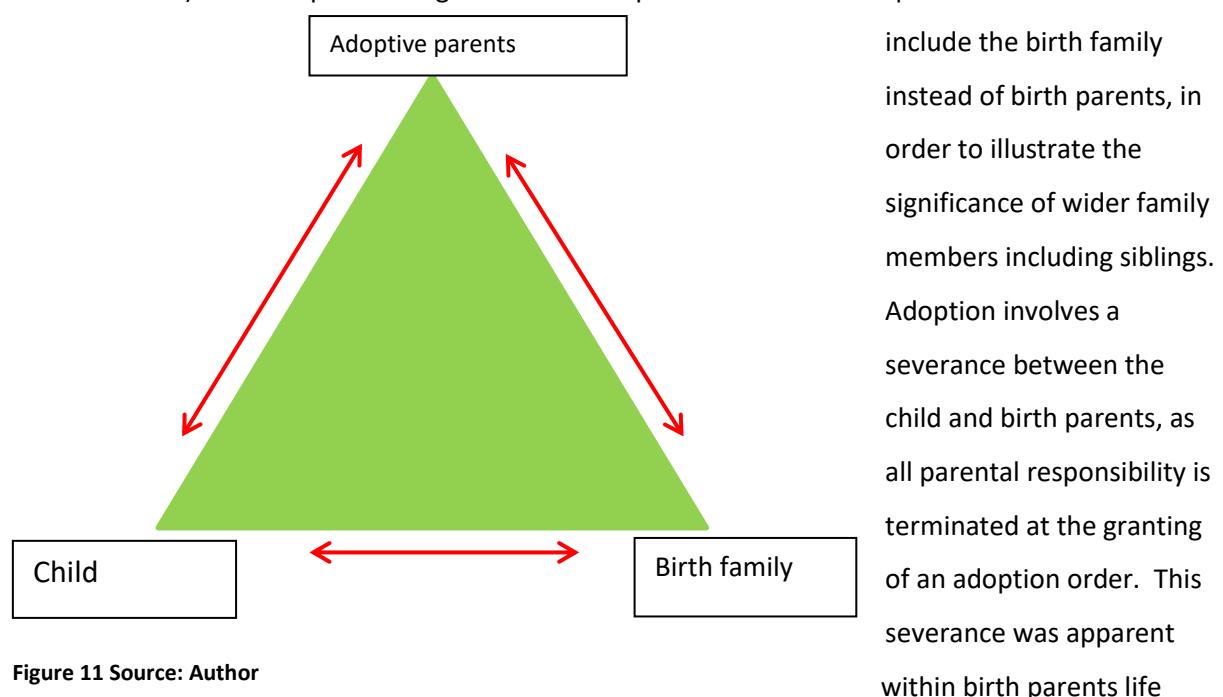 Adoptive parents
include the birth family
instead of birth parents, in
order to illustrate the
significance of wider family
members including siblings.
Adoption involves a
severance between the
child and birth parents, as
all parental responsibility is
terminated at the granting
of an adoption order.  This
severance was apparent
within birth parents life
Child
Birth family
Figure 11 Source: Author